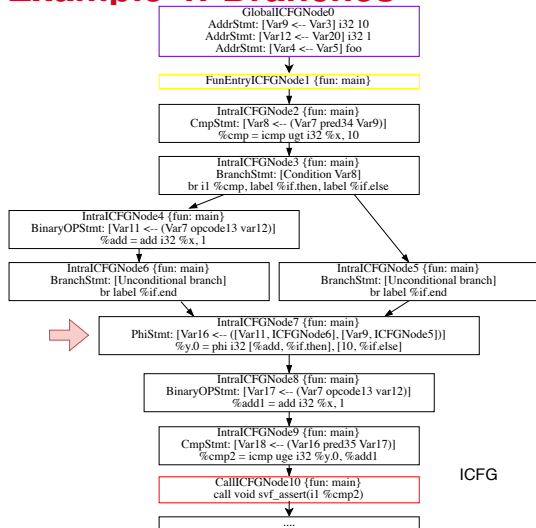 Example 4: Branches
GlobalICFGNode0
AddrStmt: [Var9 <-- Var3] i32 10
AddrStmt: [Var12 <-- Var20] i32 1
AddrStmt: [Var4 <-- Var5] foo
FunEntryICFGNode1 {fun: main}
IntraICFGNode2 {fun: main}
CmpStmt: [Var8 <-- (Var7 pred34 Var9)]
%cmp = icmp ugt i32 %x, 10
IntraICFGNode3 {fun: main}
BranchStmt: [Condition Var8]
br i1 %cmp, label %if.then, label %if.else
IntraICFGNode4 {fun: main}
BinaryOPStmt: [Var11 <-- (Var7 opcode13 var12)]
%add = add i32 %x, 1
IntraICFGNode6 {fun: main}
BranchStmt: [Unconditional branch]
br label %if.end
IntraICFGNode5 {fun: main}
BranchStmt: [Unconditional branch]
br label %if.end
IntraICFGNode7 {fun: main}
PhiStmt: [Var16 <-- ([Var11, ICFGNode6], [Var9, ICFGNode5])]
%y.0 = phi i32 [%add, %if.then], [10, %if.else]
IntraICFGNode8 {fun: main}
BinaryOPStmt: [Var17 <-- (Var7 opcode13 var12)]
%add1 = add i32 %x, 1
IntraICFGNode9 {fun: main}
CmpStmt: [Var18 <-- (Var16 pred35 Var17)]
%cmp2 = icmp uge i32 %y.0, %add1
ICFG
CallICFGNode10 {fun: main}
call void svf_assert(i1 %cmp2)
....